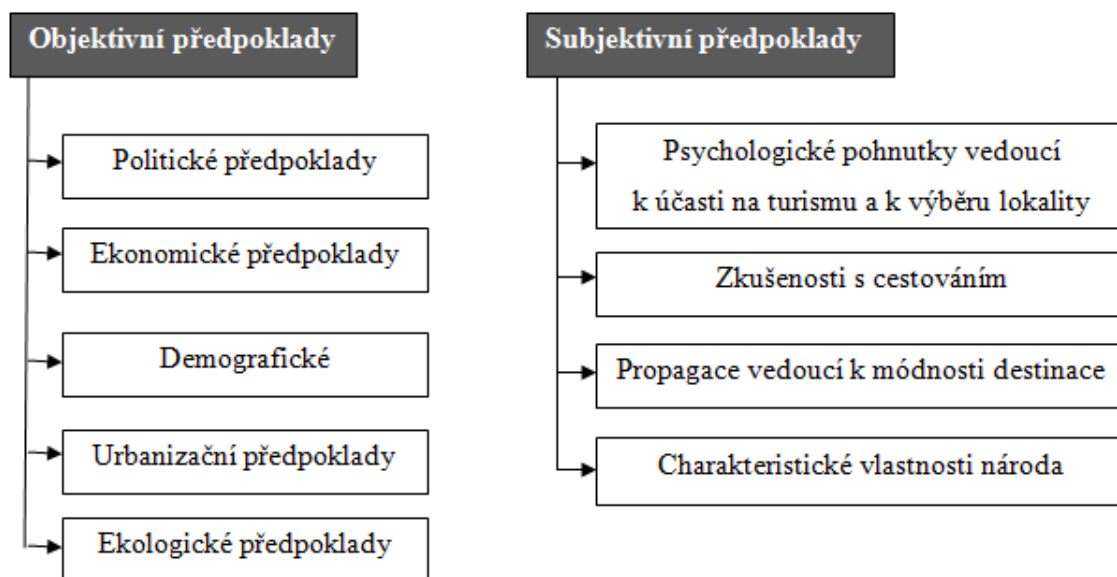 Objektivní předpoklady
Politické předpoklady
Ekonomické předpoklady
Demografické
Urbanizační předpoklady
Ekologické předpoklady
Subjektivní předpoklady
Psychologické pohnutky vedoucí
k účasti na turismu a k výběru lokality
Zkušenosti s cestováním
Propagace vedoucí k módnosti destinace
Charakteristické vlastnosti národa